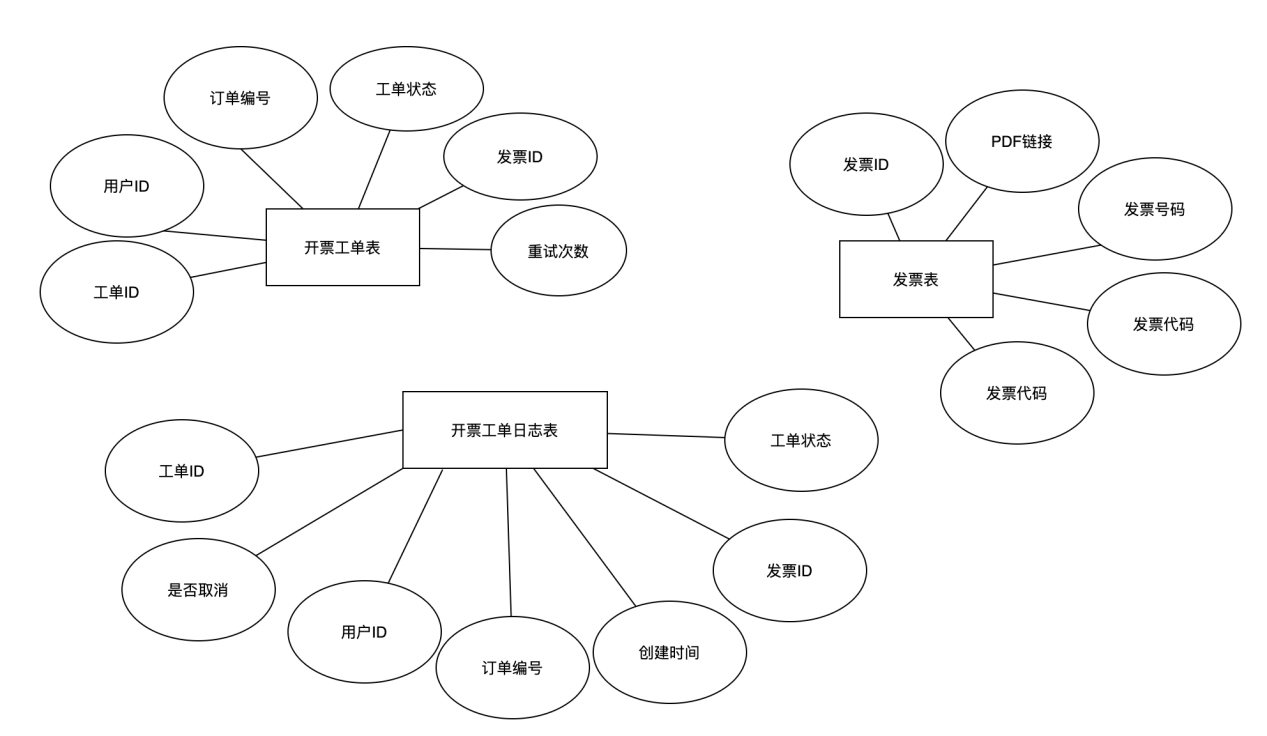 订单编号
工单状态
发票ID
用户ID
开票工单表
重试次数
工单ID
发票ID
PDF链接
发票号码
发票表
发票代码
发票代码
开票工单日志表
工单状态
工单ID
发票ID
是否取消
用户ID
订单编号
创建时间